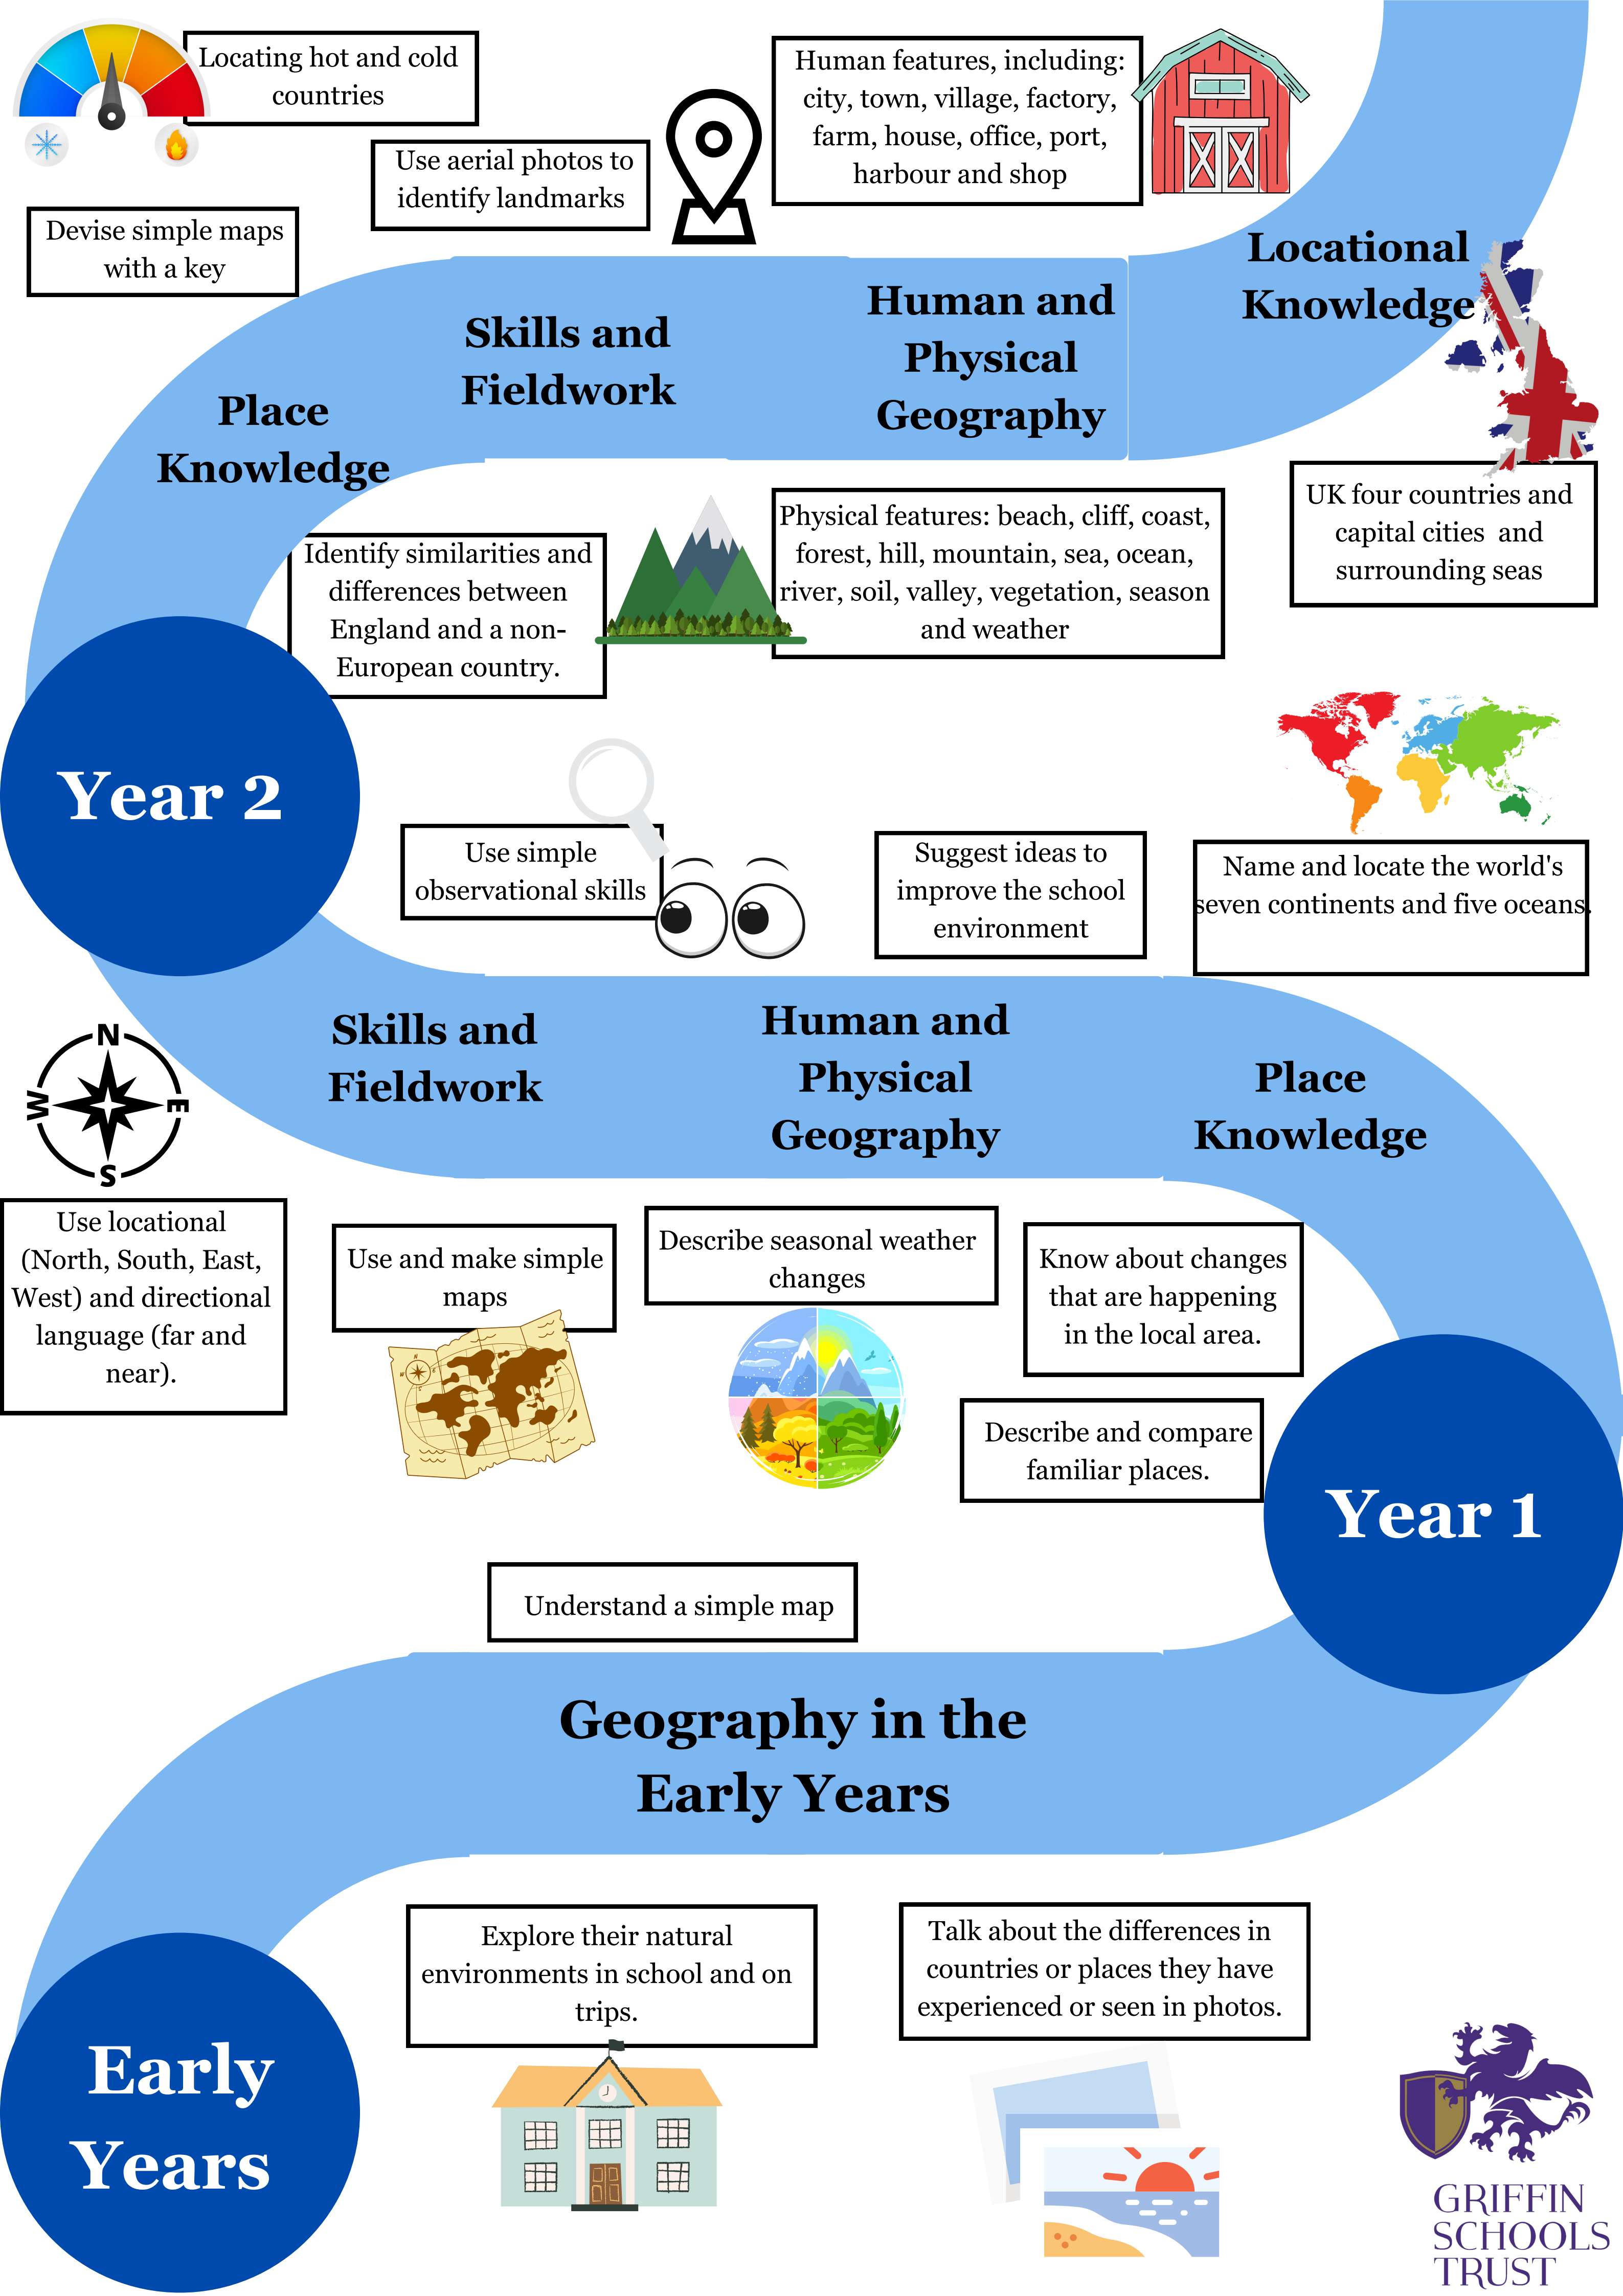 Locating hot and cold
countries
Use aerial photos to
identify landmarks
Devise simple maps
with a key
Human features, including:
city, town, village, factory,
farm, house, office, port,
harbour and shop
Locational
Knowledge
Human and
Physical
Geography
Skills and
Fieldwork
Place
Knowledge
UK four countries and
capital cities and
surrounding seas
Physical features: beach, cliff, coast,
forest, hill, mountain, sea, ocean,
river, soil, valley, vegetation, season
and weather
Identify similarities and
differences between
England and a non-
European country.
Year 2
Use simple
observational skills
Suggest ideas to
improve the school
environment
Name and locate the world's
seven continents and five oceans.
Skills and
Fieldwork
Human and
Physical
Geography
Place
Knowledge
N
W
E
S
Use locational
(North, South, East,
West) and directional
language (far and
near).
Use and make simple
maps
Describe seasonal weather
changes
Know about changes
that are happening
in the local area.
Describe and compare
familiar places.
Year 1
Understand a simple map
Geography in the
Early Years
Early
Years
Explore their natural
environments in school and on
trips.
Talk about the differences in
countries or places they have
experienced or seen in photos.
GRIFFIN
SCHOOLS
TRUST